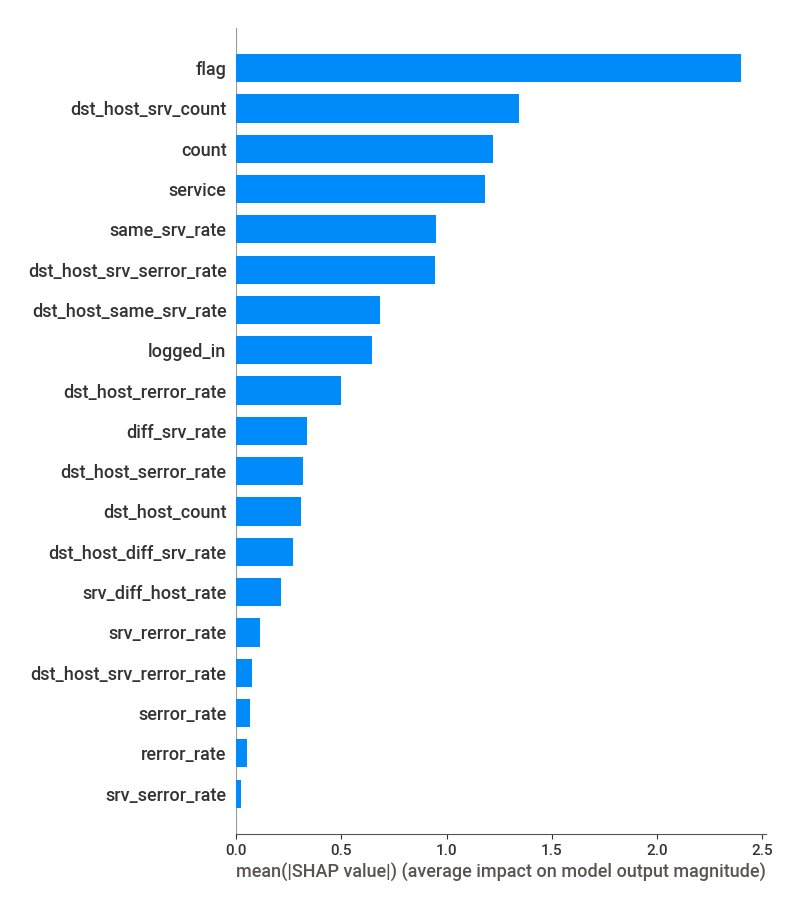 flag
dst_host_srv_count
count
service
same_srv_rate
dst_host_srv_serror_rate
dst_host_same_srv_rate
logged_in
dst_host_rerror_rate
diff_srv_rate
dst_host_serror_rate
dst_host_count
dst_host_diff_srv_rate
srv_diff_host_rate
srv_rerror_rate
dst_host_srv_rerror_rate
serror_rate
rerror_rate
srv_serror_rate
0.0 0.5 1.0 1.5 2.0 2.5
mean(|SHAP value|) (average impact on model output magnitude)